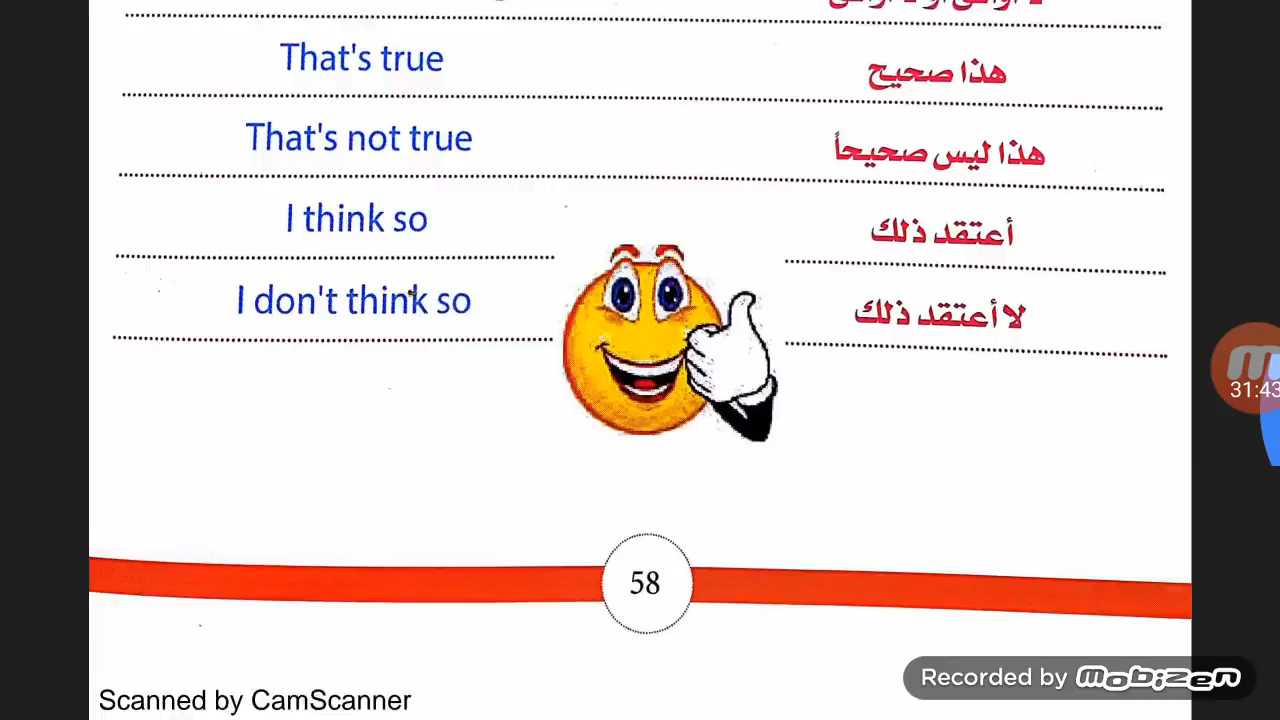 That's true هذا صحيح
That's not true هذا ليس صحيحاً
I think so أعتقد ذلك
I don't think so لا أعتقد ذلك
31:43
58
Recorded by mobizen
Scanned by CamScanner